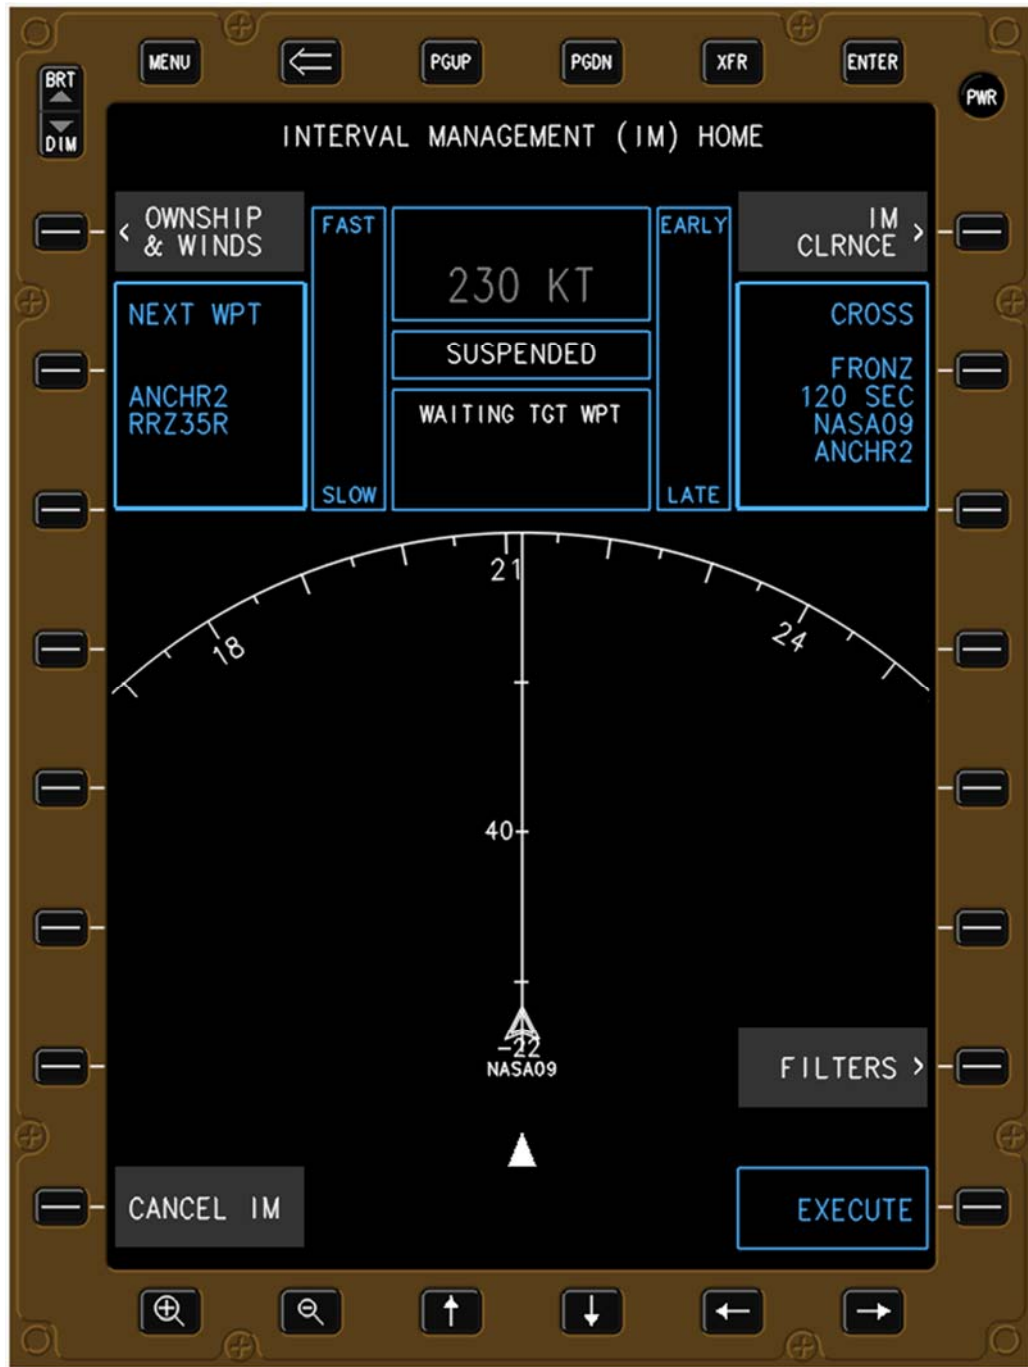 MENU
PGUP
PGDN
XFR
ENTER
BRT
DIM
PWR
INTERVAL MANAGEMENT (IM) HOME
< OWNSHIP
& WINDS
FAST
230 KT
EARLY
IM >
CLRNCE
NEXT WPT
ANCHR2
RRZ35R
SUSPENDED
WAITING TGT WPT
SLOW
LATE
CROSS
FRONZ
120 SEC
NASA09
ANCHR2
18
21
24
40
-22
NASA09
FILTERS >
CANCEL IM
EXECUTE